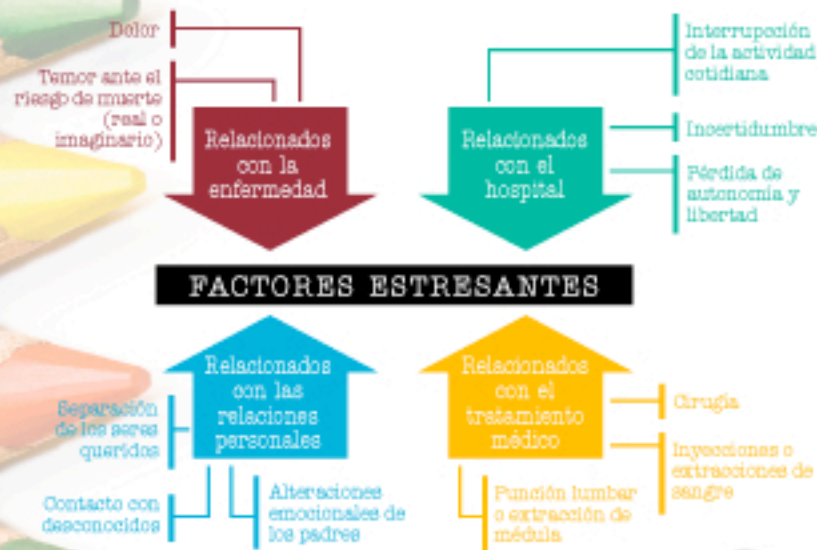 Dolor
Temor ante el
riesgo de muerte
(real o
imaginario)
Relacionados
con la
enfermedad
Relacionados
con el
hospital
Interrupoción
de la actividad
cotidiana
Incertidumbre
Pérdida de
autonomía y
libertad
FACTORES ESTRESANTES
Relacionados
con las
relaciones
personales
Separación
de los seres
queridos
Contacto con
desconocidos
Alteraciones
emocionales de
los padres
Relacionados
con el
tratamiento
médico
Cirugía
Inyecciones o
extracciones de
sangre
Punción lumbar
o extracción de
médula